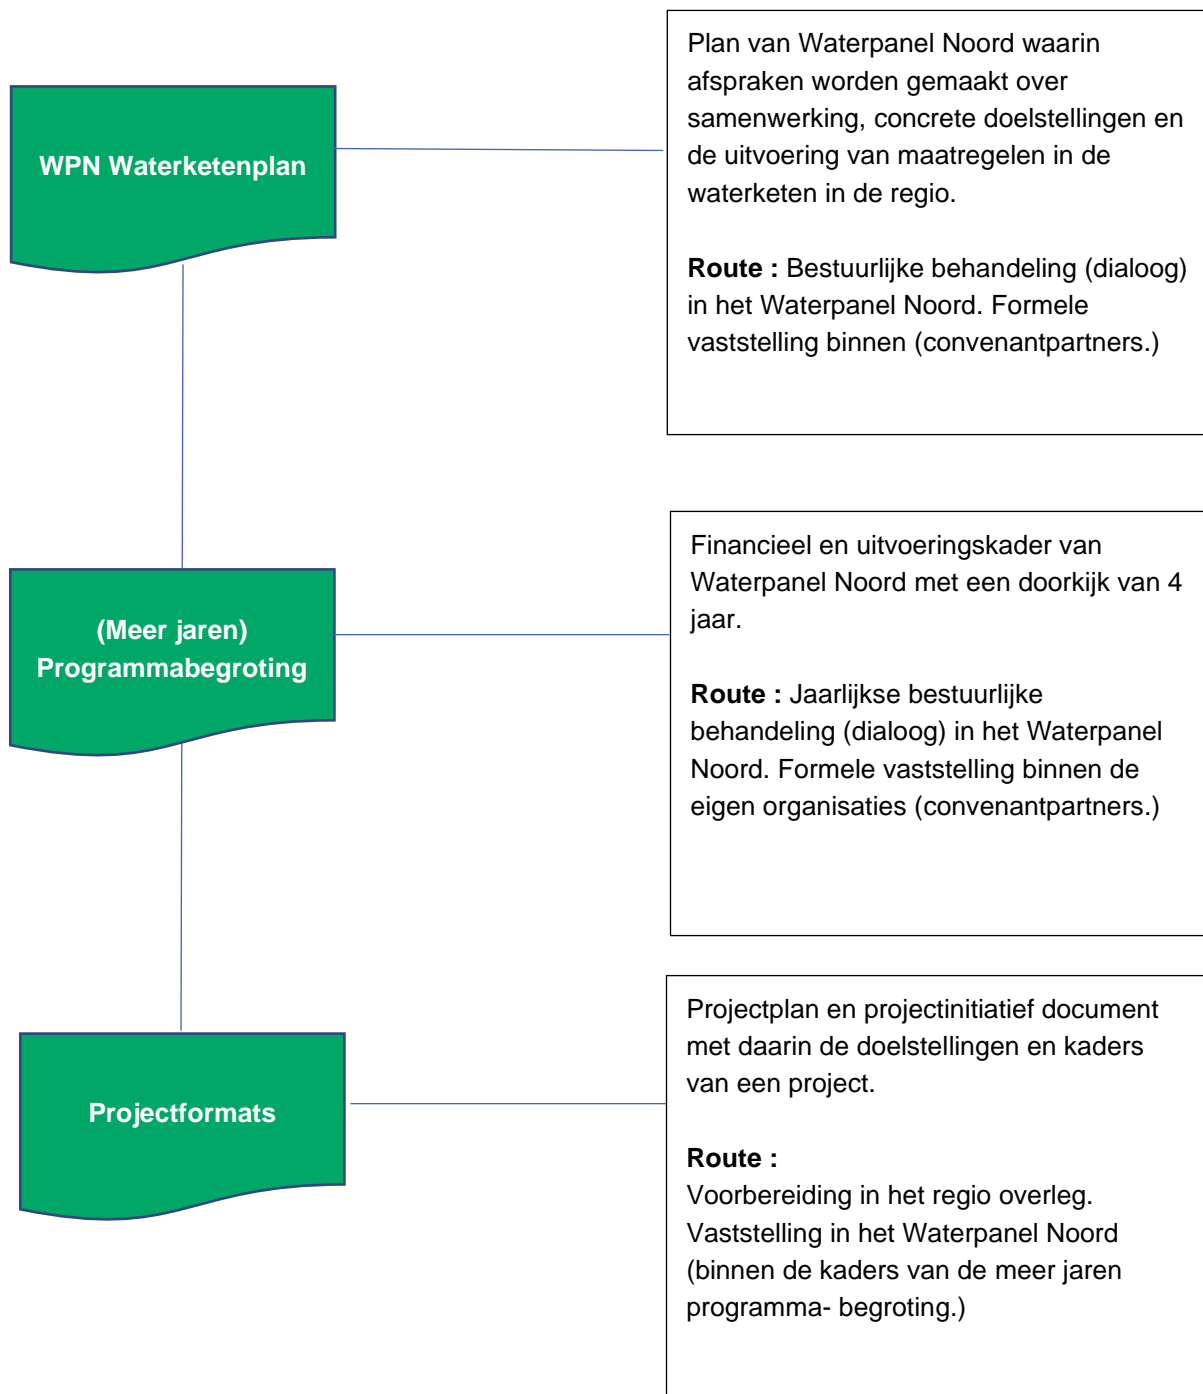 WPN Waterketenplan
Plan van Waterpanel Noord waarin
afspraken worden gemaakt over
samenwerking, concrete doelstellingen en
de uitvoering van maatregelen in de
waterketen in de regio.
Route : Bestuurlijke behandeling (dialoog)
in het Waterpanel Noord. Formele
vaststelling binnen (convenantpartners.)
(Meer jaren)
Programmabegroting
Financieel en uitvoeringskader van
Waterpanel Noord met een doorkijk van 4
jaar.
Route : Jaarlijkse bestuurlijke
behandeling (dialoog) in het Waterpanel
Noord. Formele vaststelling binnen de
eigen organisaties (convenantpartners.)
Projectformats
Projectplan en projectinitiatief document
met daarin de doelstellingen en kaders
van een project.
Route :
Voorbereiding in het regio overleg.
Vaststelling in het Waterpanel Noord
(binnen de kaders van de meer jaren
programma- begroting.)